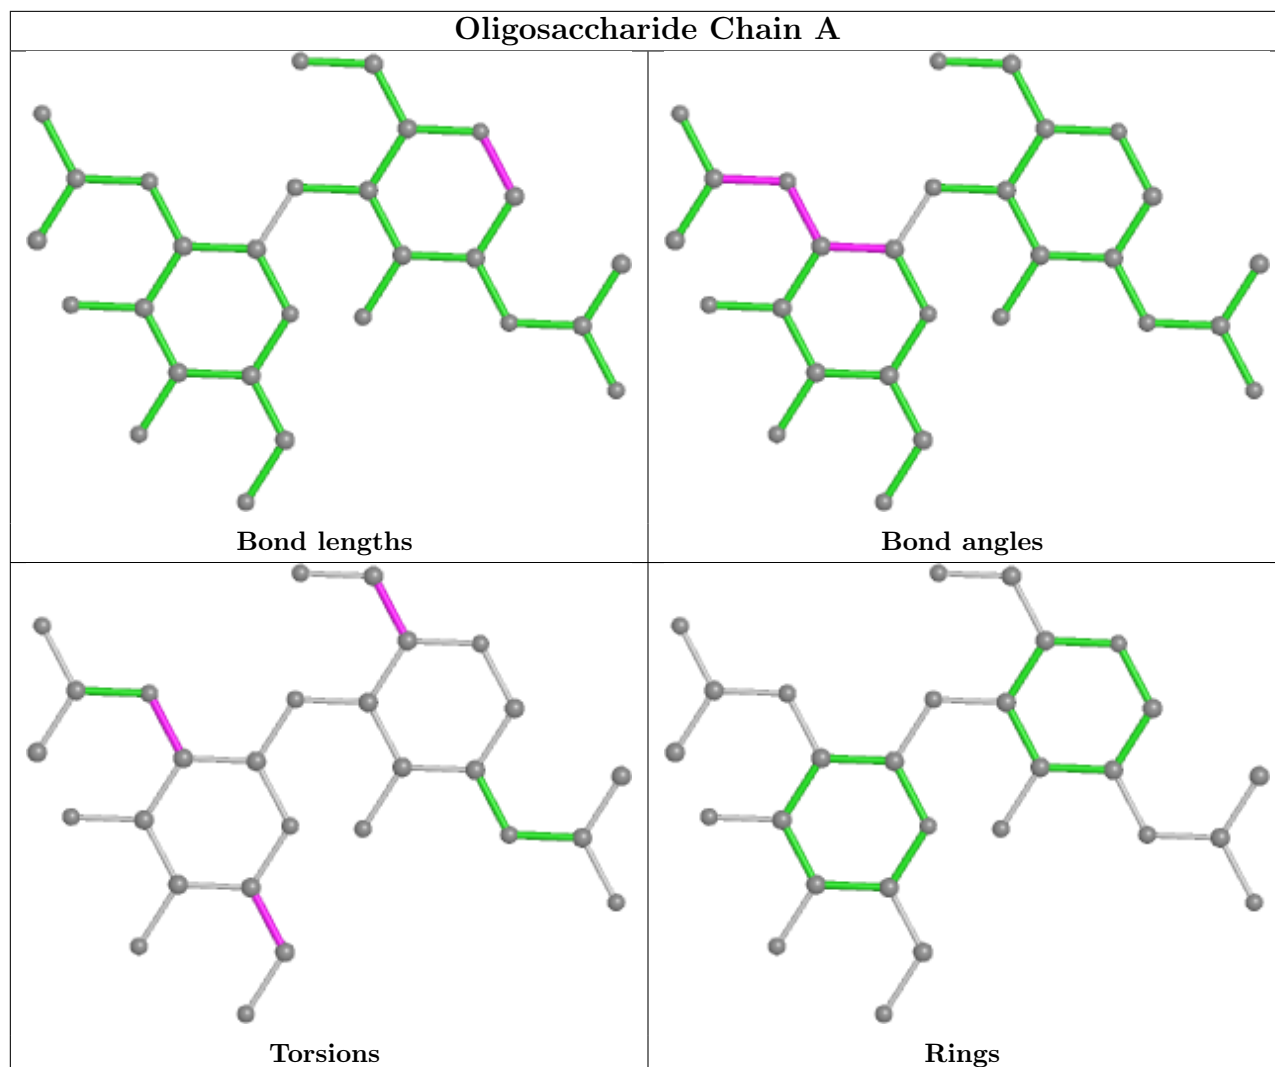 Oligosaccharide Chain A
Bond lengths
Bond angles
Torsions
Rings